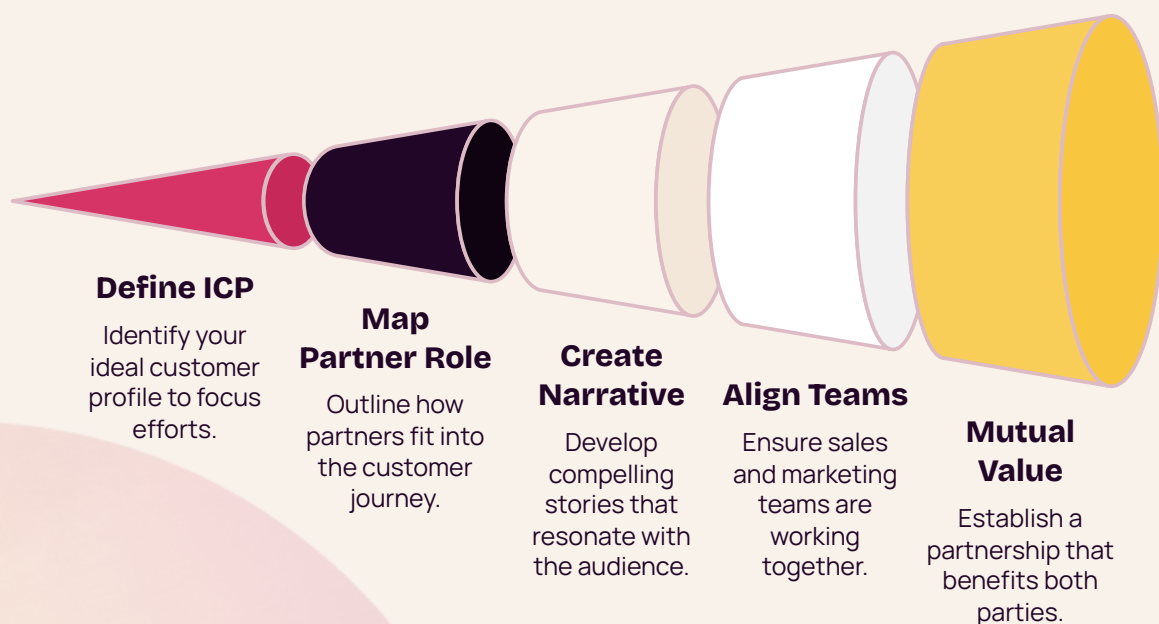 Define ICP
Identify your
ideal customer
profile to focus
efforts.
Map
Partner Role
Outline how
partners fit into
the customer
journey.
Create
Narrative
Develop
compelling
stories that
resonate with
the audience.
Align Teams
Ensure sales
and marketing
teams are
working
together.
Mutual
Value
Establish a
partnership that
benefits both
parties.